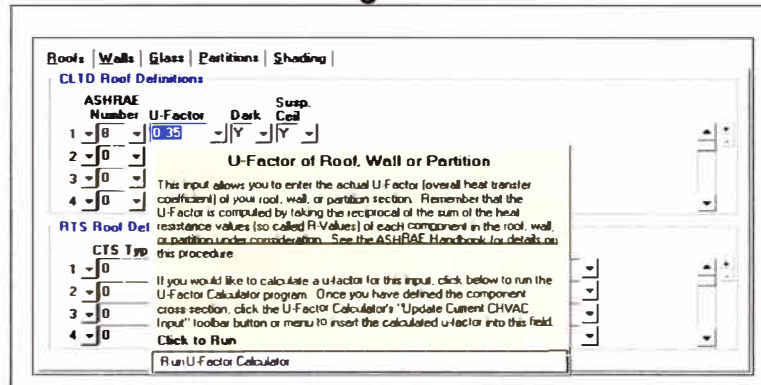 Roofs Walls Glass Partitions Shading
CLTD Roof Definitions
ASHRAE Susp.
Number U-Factor Dark Ceil
1 8 0.35 Y Y
2 0
3 0
4 0
U-Factor of Roof, Wall or Partition
This input allows you to enter the actual U-Factor (overall heat transfer
coefficient) of your roof, wall, or partition section. Remember that the
U-Factor is computed by taking the reciprocal of the sum of the heat
resistance values (so called R-Values) of each component in the roof, wall,
or partition under consideration. See the ASHRAE Handbook for details on
this procedure.
If you would like to calculate a u-factor for this input, click below to run the
U-Factor Calculator program. Once you have defined the component
cross section, click the U-Factor Calculator's "Update Current CHVAC
Input" toolbar button or menu to insert the calculated u-factor into this field.
Click to Run
Run U-Factor Calculator
RTS Roof Def
CTS Typ
1 0
2 0
3 0
4 0